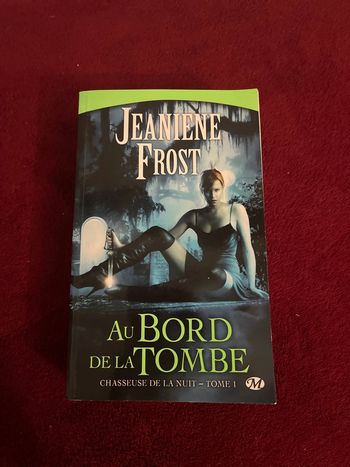 JEANIENE
FROST
AU BORD
DE LA TOMBE
CHASSEUSE DE LA NUIT – TOME 1
M